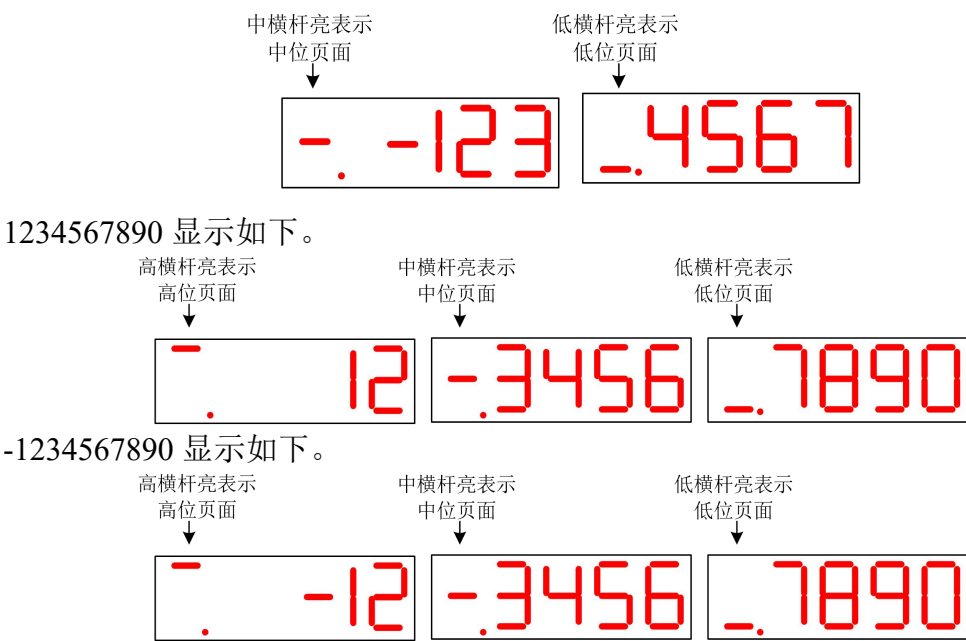 中横杆亮表示 低横杆亮表示
中位页面 低位页面
-. -123 _.4567
1234567890 显示如下。
高横杆亮表示 中横杆亮表示 低横杆亮表示
高位页面 中位页面 低位页面
¯. 12 -.3456 _.7890
-1234567890 显示如下。
高横杆亮表示 中横杆亮表示 低横杆亮表示
高位页面 中位页面 低位页面
¯. -12 -.3456 _.7890